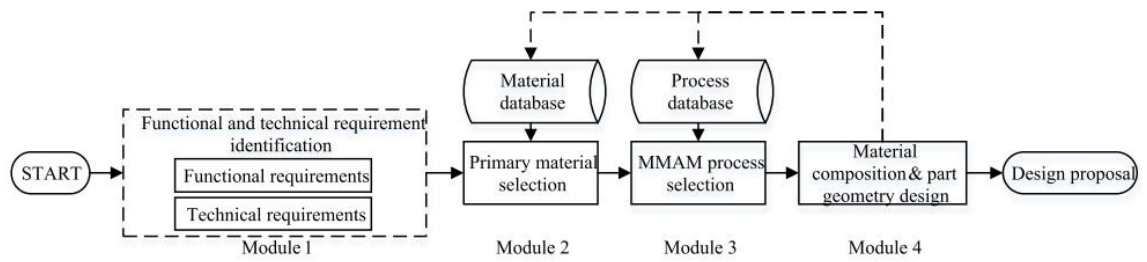 START
Functional and technical requirement
identification
Functional requirements
Technical requirements
Module 1
Material
database
Primary material
selection
Module 2
Process
database
MMAM process
selection
Module 3
Material
composition & part
geometry design
Module 4
Design proposal